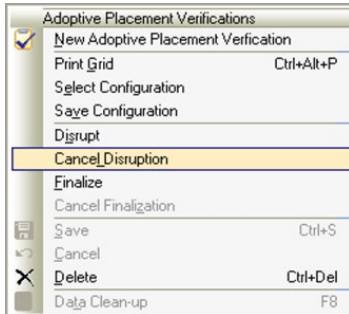 Adoptive Placement Verifications
New Adoptive Placement Verfication
Print Grid Ctrl+Alt+P
Select Configuration
Save Configuration
Disrupt
Cancel Disruption
Finalize
Cancel Finalization
Save Ctrl+S
Cancel
Delete Ctrl+Del
Data Clean-up F8